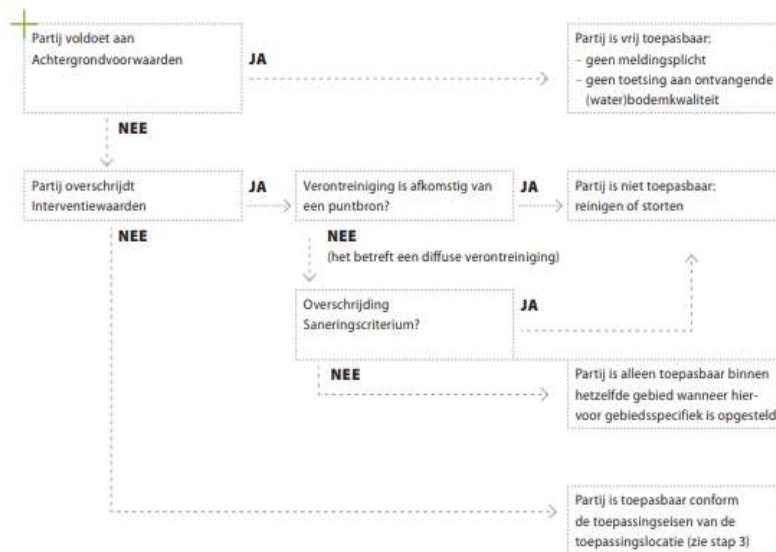 Partij voldoet aan
Achtergrondvoorwaarden
JA
Partij is vrij toepasbaar:
– geen meldingsplicht
– geen toetsing aan ontvangende
(water)bodemkwaliteit
NEE
Partij overschrijdt
Interventiewaarden
JA
Verontreiniging is afkomstig van
een puntbron?
JA
Partij is niet toepasbaar:
reinigen of storten
NEE
NEE
(het betreft een diffuse verontreiniging)
Overschrijding
Saneringscriterium?
JA
NEE
Partij is alleen toepasbaar binnen
hetzelfde gebied wanneer hier-
voor gebiedsspecifiek is opgesteld
Partij is toepasbaar conform
de toepassingseisen van de
toepassingslocatie (zie stap 3)